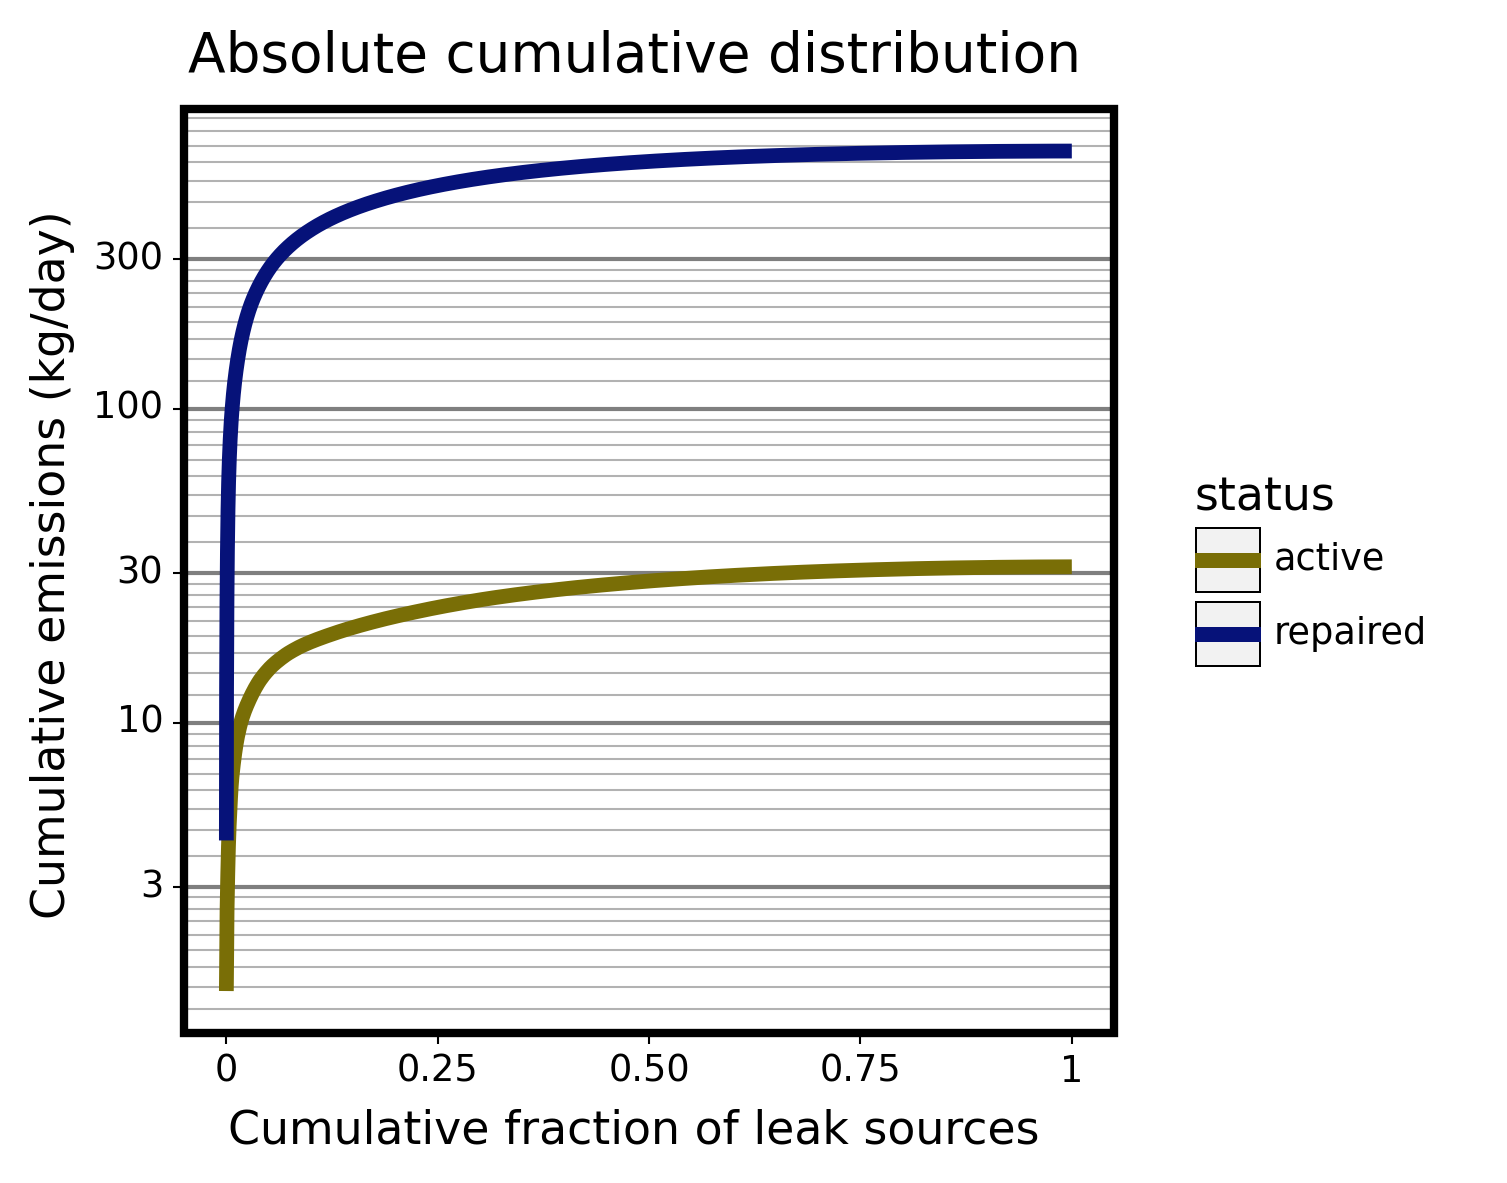 Absolute cumulative distribution
Cumulative emissions (kg/day)
300
100
30
10
3
0
0.25
0.50
0.75
1
Cumulative fraction of leak sources
status
active
repaired